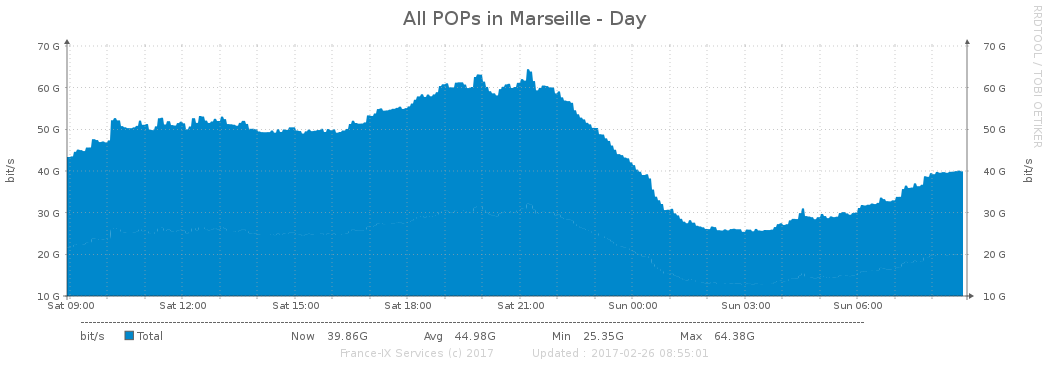 All POPs in Marseille - Day
RRDTOOL / TOBI OETIKER
70 G 70 G
60 G 60 G
50 G 50 G
40 G 40 G
30 G 30 G
20 G 20 G
10 G 10 G
bit/s bit/s
Sat 09:00 Sat 12:00 Sat 15:00 Sat 18:00 Sat 21:00 Sun 00:00 Sun 03:00 Sun 06:00
bit/s Total Now 39.86G Avg 44.98G Min 25.35G Max 64.38G
France-IX Services (c) 2017 Updated : 2017-02-26 08:55:01